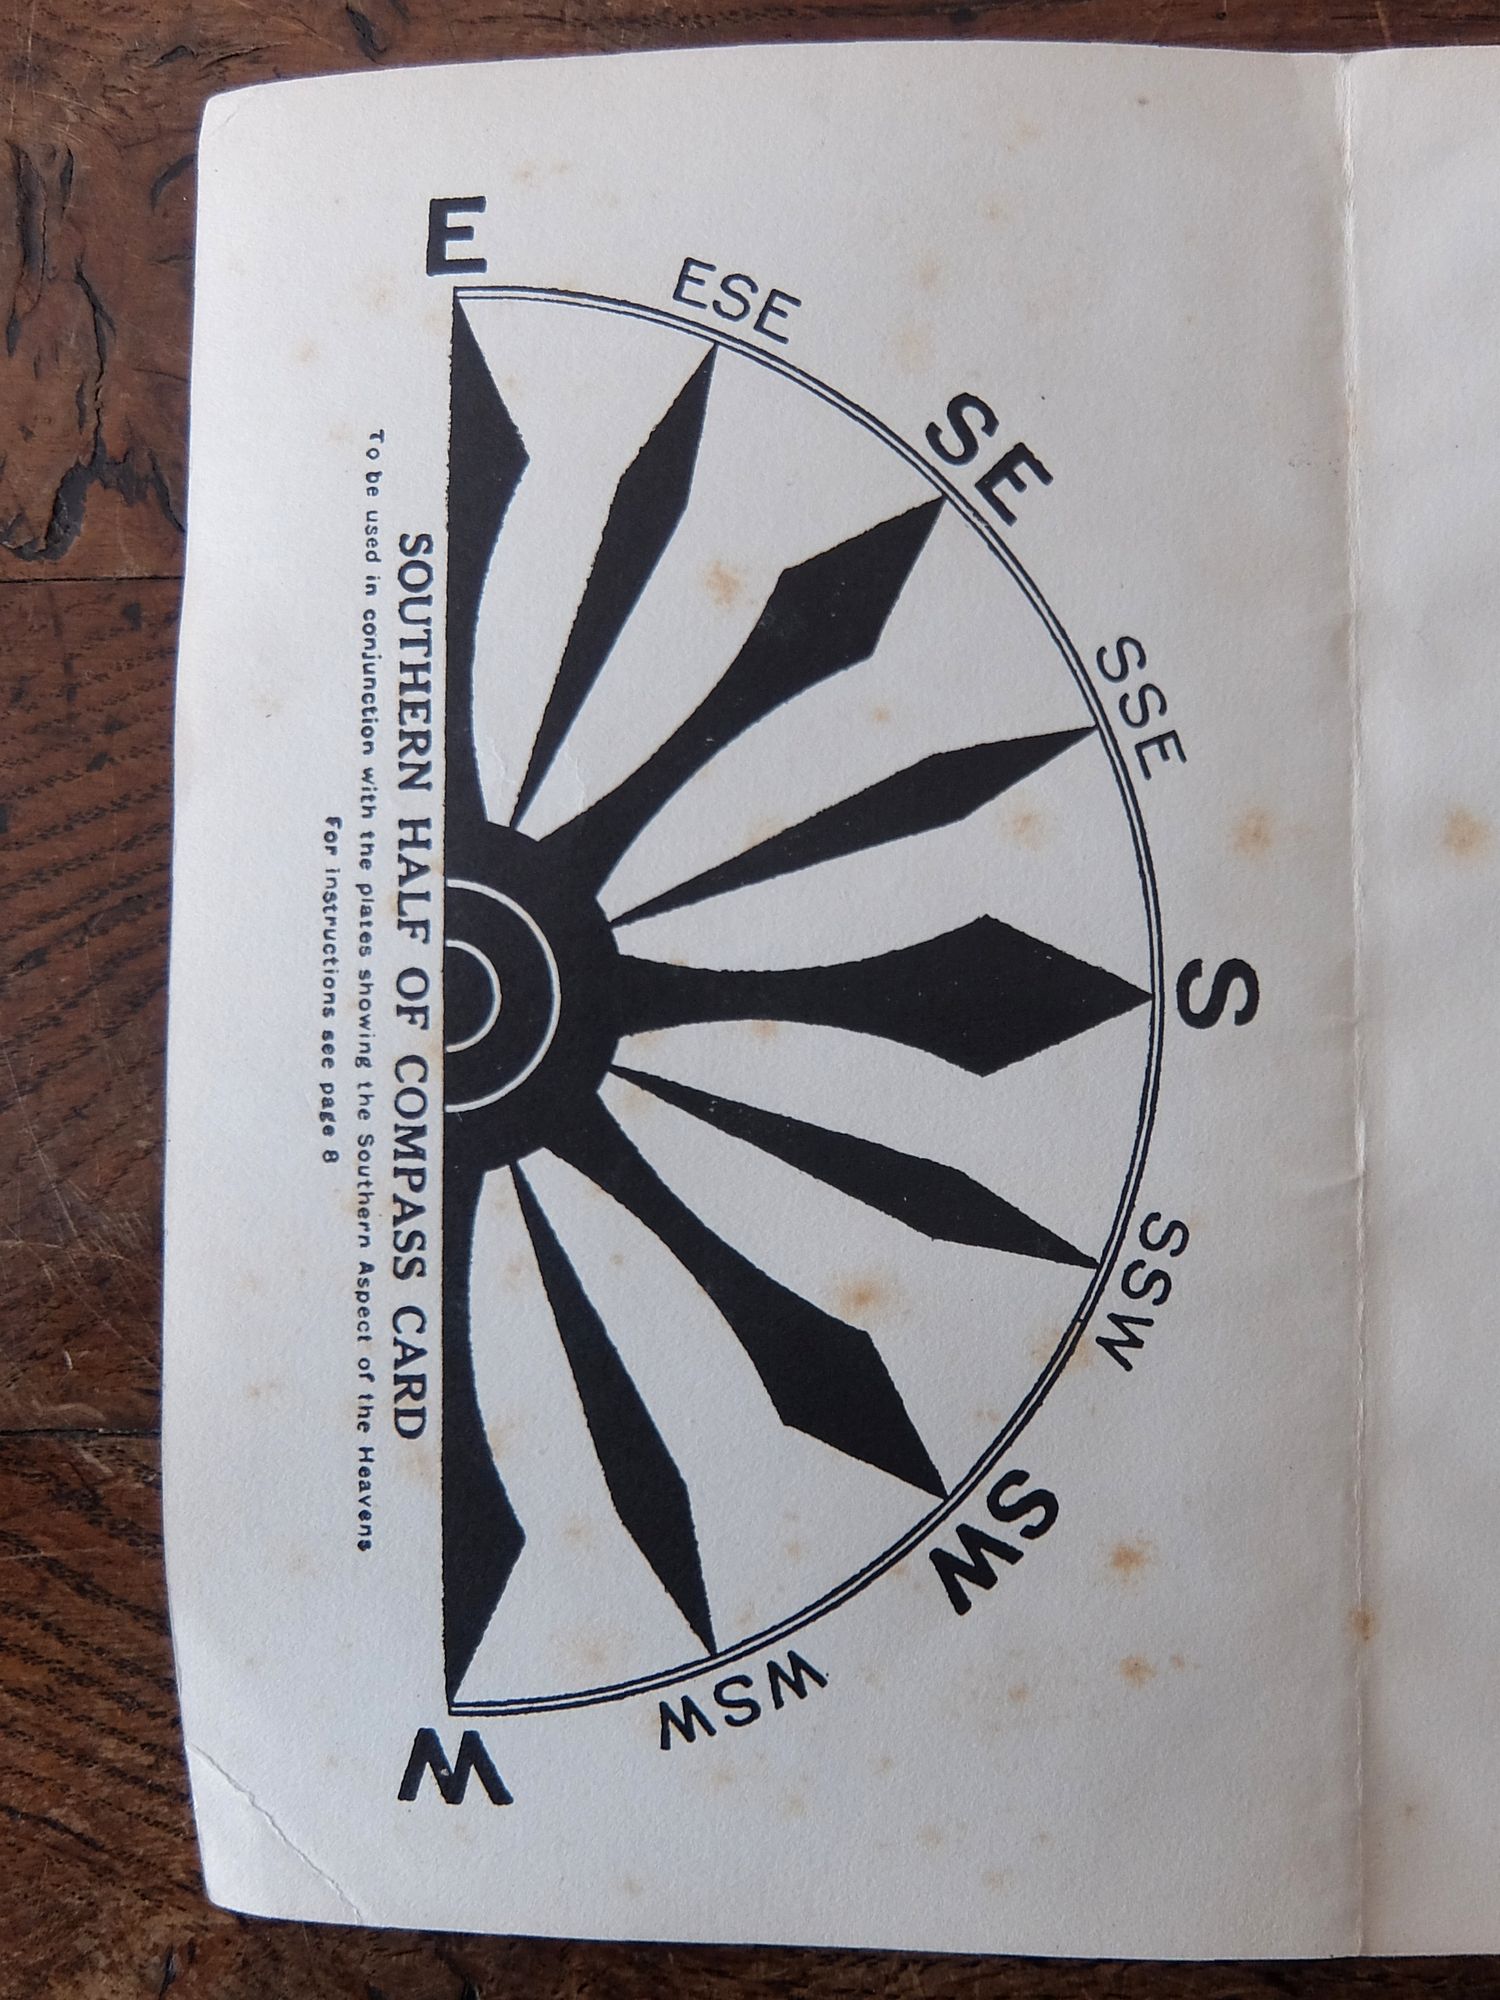 E
ESE
SE
SSE
S
SSW
SW
WSW
W
SOUTHERN HALF OF COMPASS CARD
To be used in conjunction with the plates showing the Southern Aspect of the Heavens
For instructions see page 8